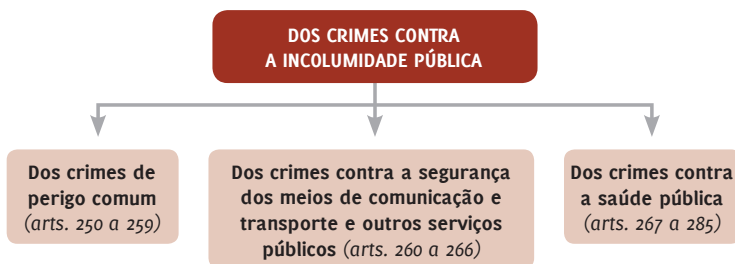 DOS CRIMES CONTRA
A INCOLUMIDADE PÚBLICA
Dos crimes de
perigo comum
(arts. 250 a 259)
Dos crimes contra a segurança
dos meios de comunicação e
transporte e outros serviços
públicos (arts. 260 a 266)
Dos crimes contra
a saúde pública
(arts. 267 a 285)